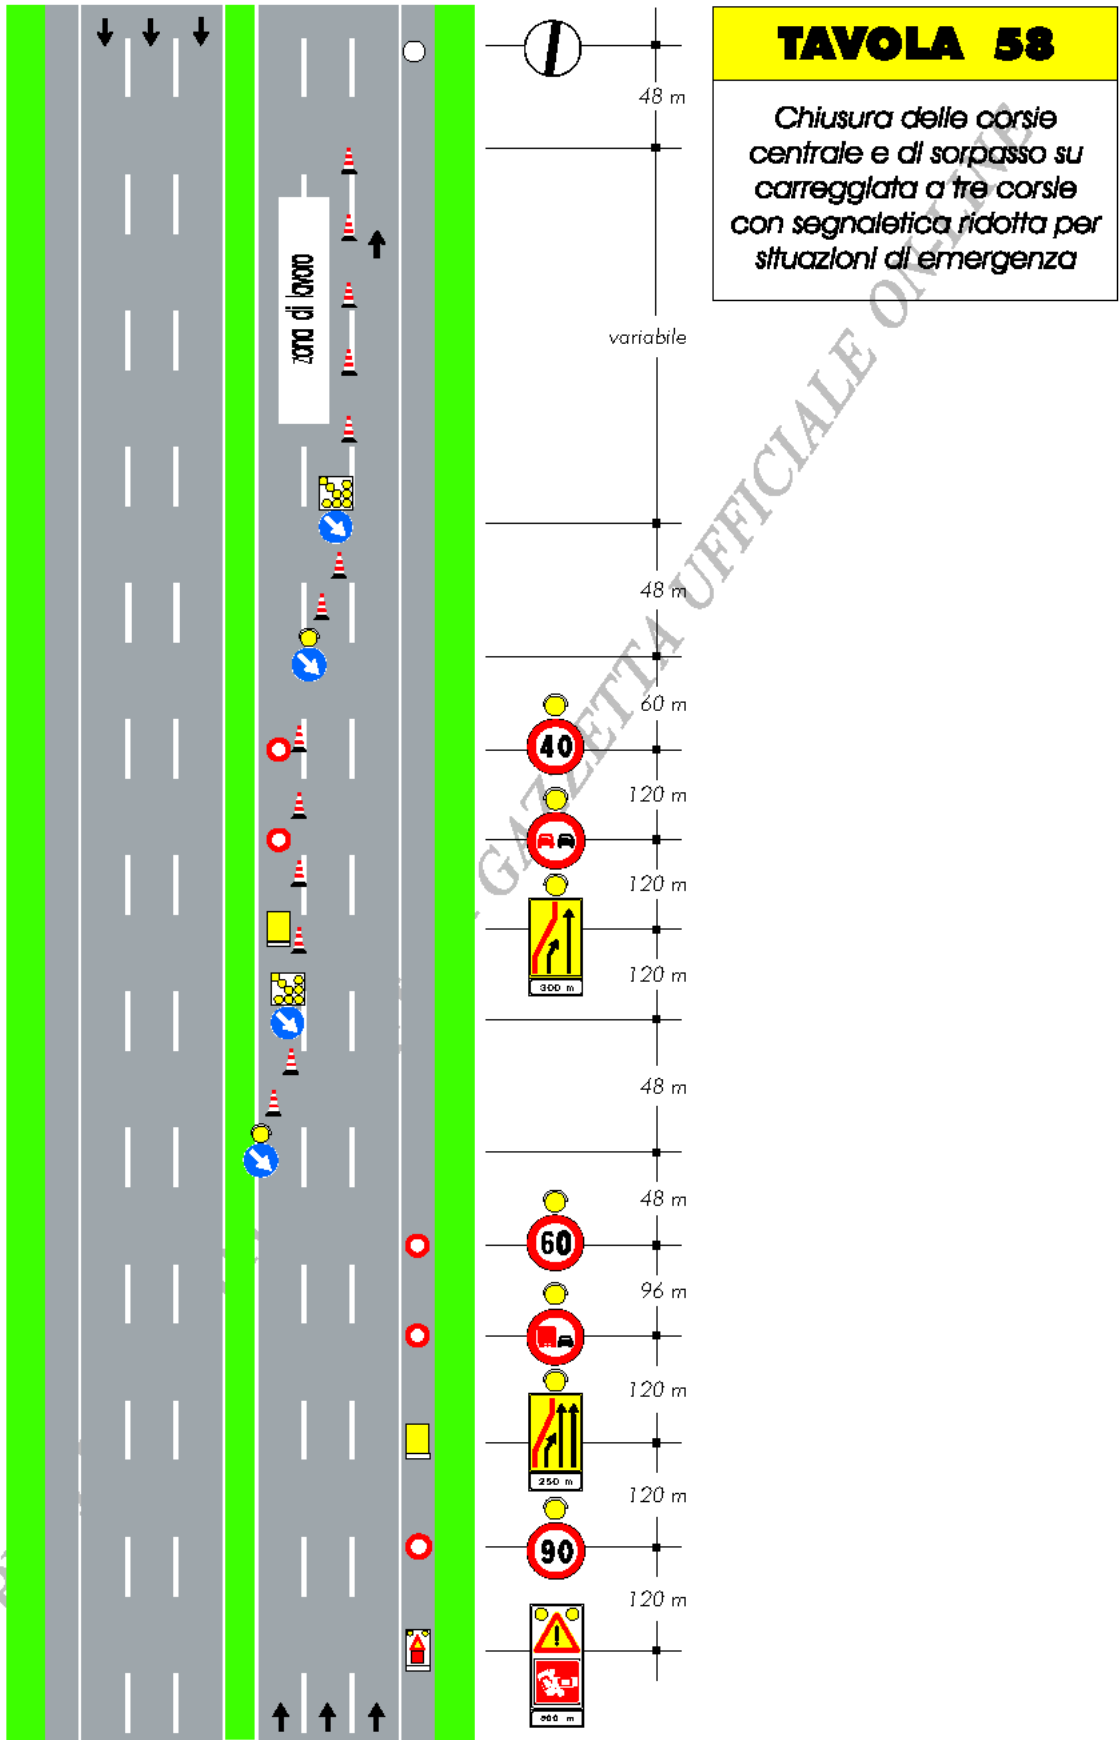 TAVOLA 58
Chiusura delle corsie
centrale e di sorpasso su
carreggiata a tre corsie
con segnaletica ridotta per
situazioni di emergenza
48 m
variabile
zona di lavoro
48 m
60 m
40
120 m
120 m
300 m
120 m
48 m
48 m
60
96 m
120 m
250 m
120 m
90
120 m
!
GAZZETTA UFFICIALE ON-LINE